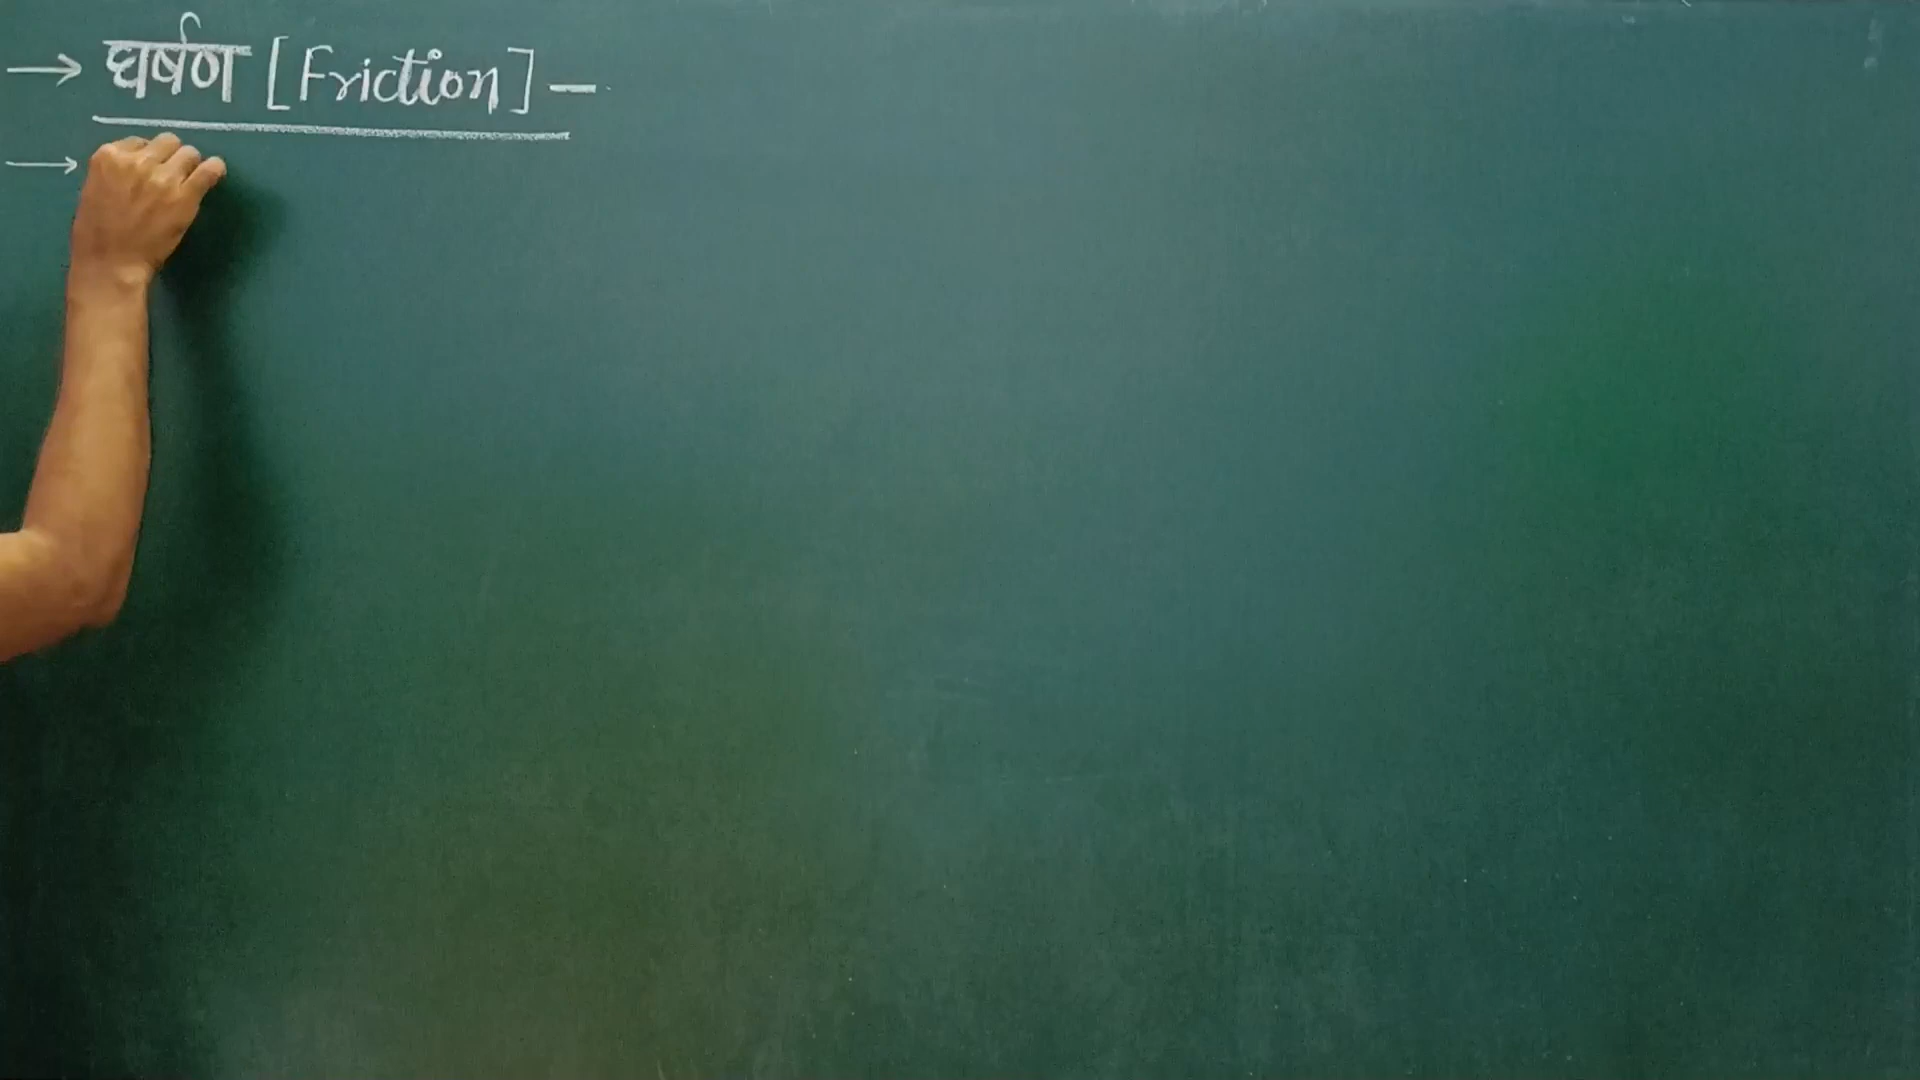 → घर्षण [Friction] –
→